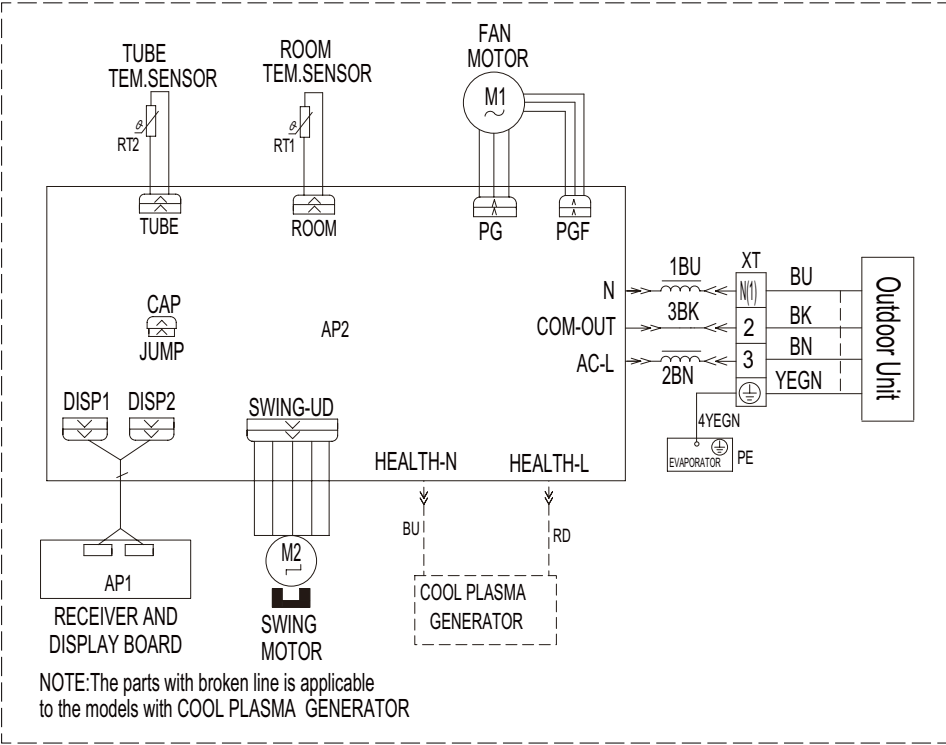 TUBE
TEM.SENSOR
ROOM
TEM.SENSOR
FAN
MOTOR
M1
RT2
RT1
TUBE
ROOM
PG
PGF
CAP
JUMP
AP2
N
COM-OUT
AC-L
1BU
3BK
2BN
XT
N(1)
2
3
BU
BK
BN
YEGN
Outdoor Unit
4YEGN
EVAPORATOR
PE
DISP1
DISP2
SWING-UD
HEALTH-N
HEALTH-L
BU
RD
AP1
RECEIVER AND
DISPLAY BOARD
M2
SWING
MOTOR
COOL PLASMA
GENERATOR
NOTE:The parts with broken line is applicable
to the models with COOL PLASMA GENERATOR